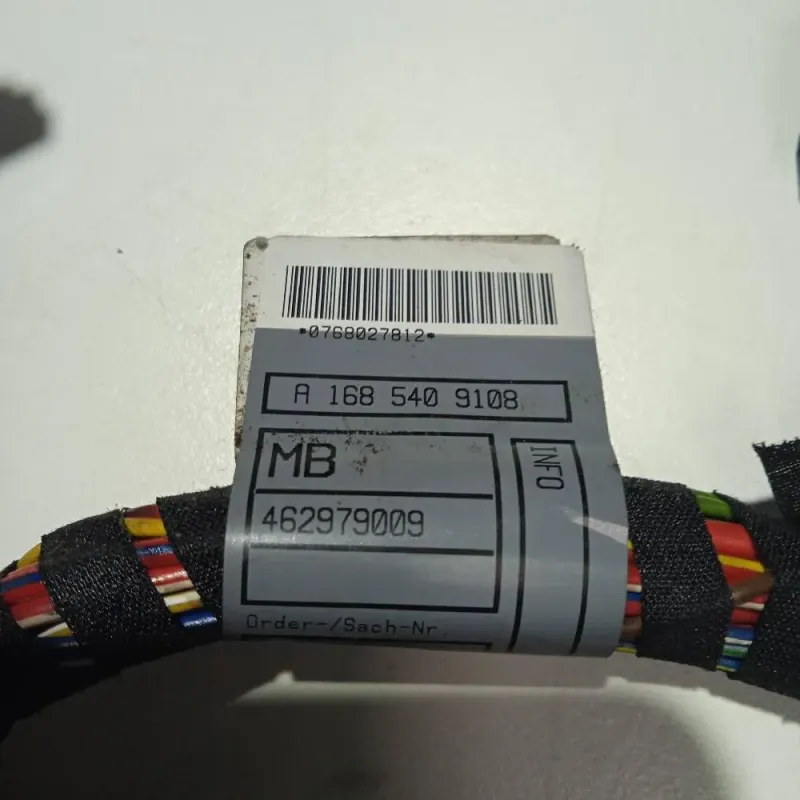 *0768027812*
A 168 540 9108
MB
INFO
462979009
Order-/Sach-Nr.